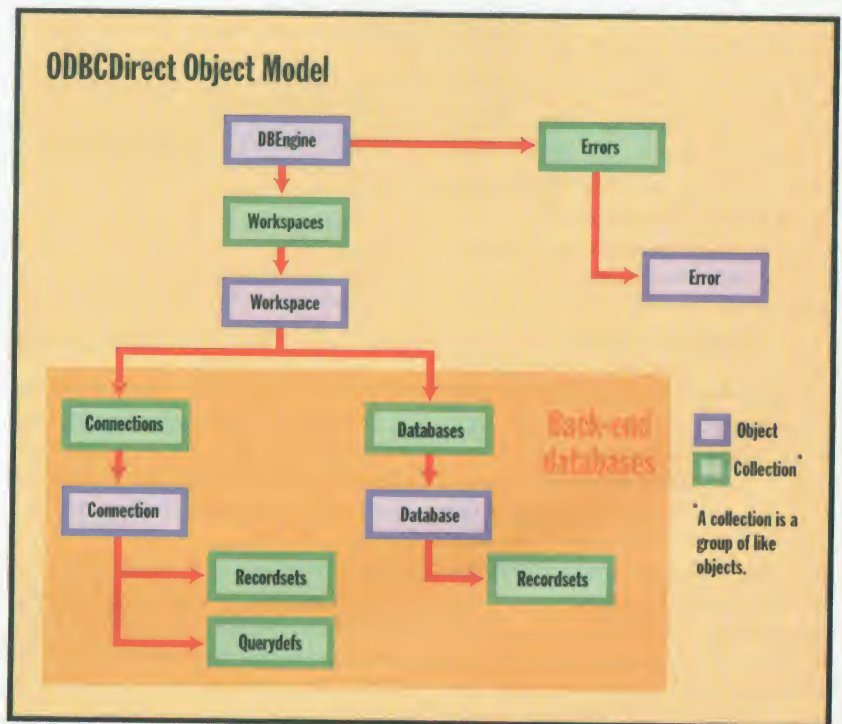 ODBCDirect Object Model
DBEngine
Errors
Workspaces
Error
Workspace
Connections
Databases
Back-end
databases
Object
Collection*
Connection
Database
*A collection is a
group of like
objects.
Recordsets
Recordsets
Querydefs